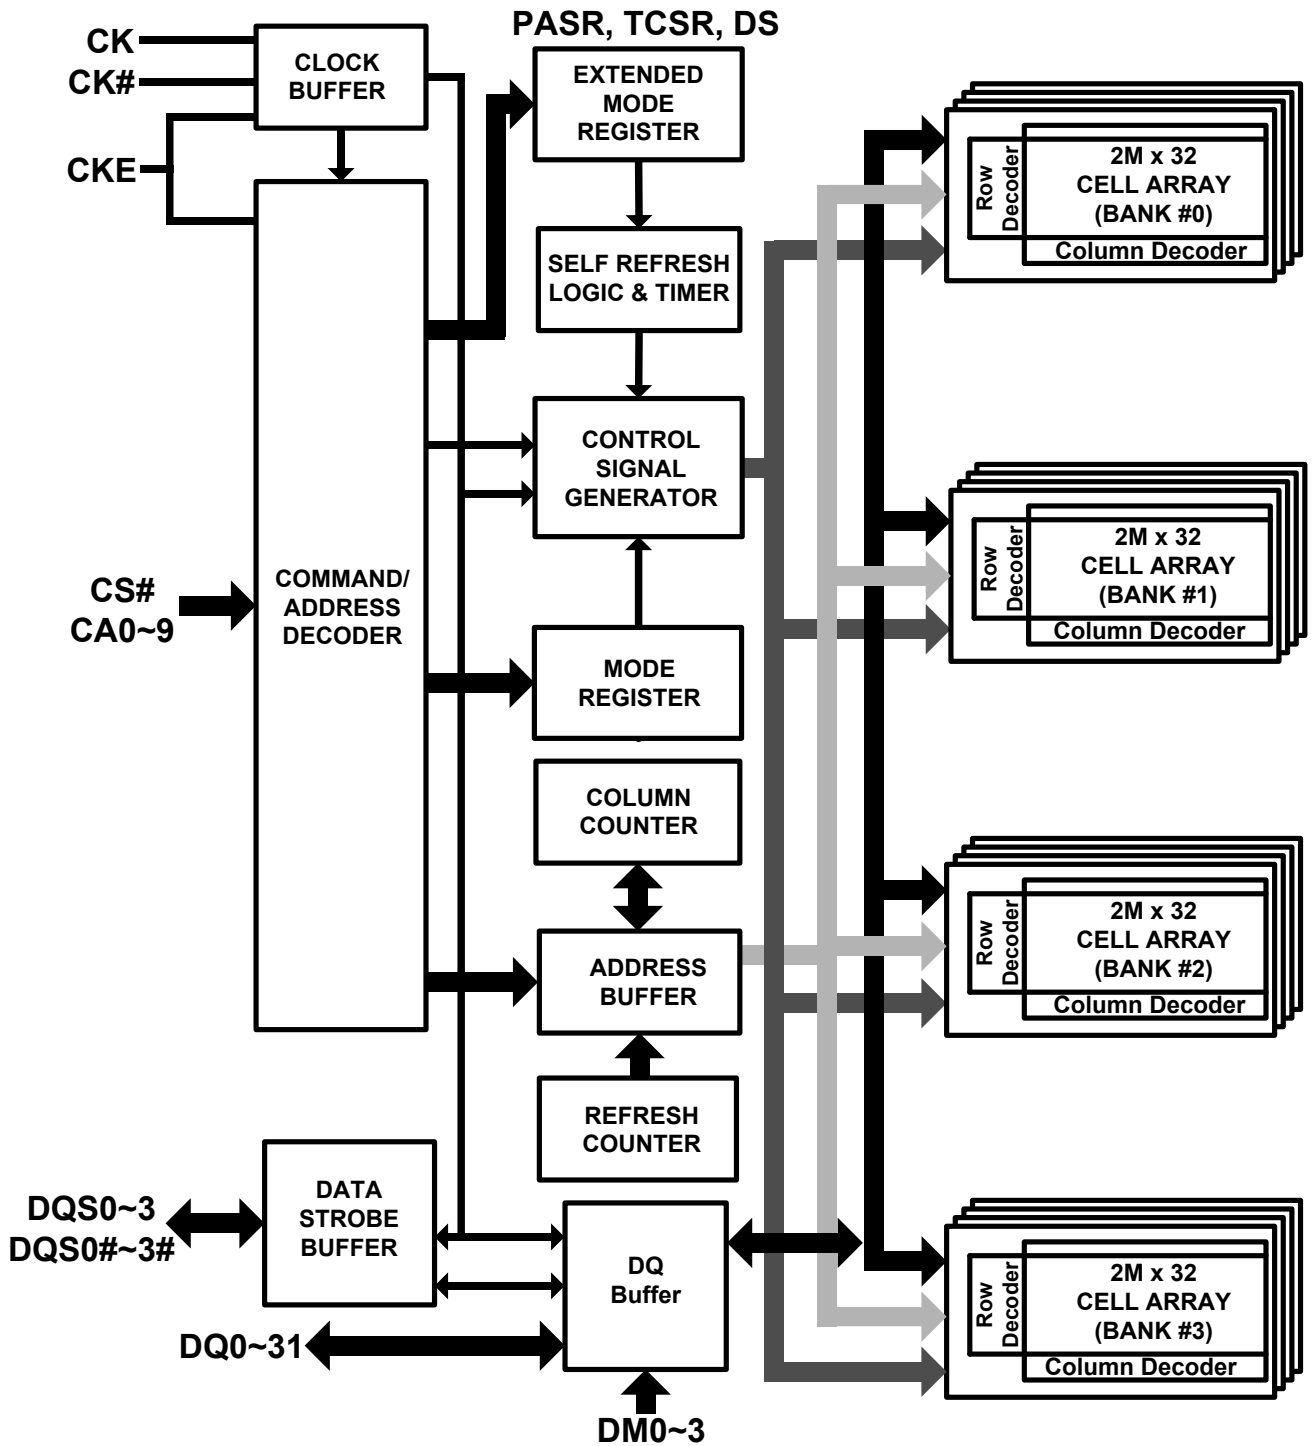 PASR, TCSR, DS
CK
CK#
CKE
CLOCK
BUFFER
EXTENDED
MODE
REGISTER
SELF REFRESH
LOGIC & TIMER
CONTROL
SIGNAL
GENERATOR
CS#
CA0~9
COMMAND/
ADDRESS
DECODER
MODE
REGISTER
COLUMN
COUNTER
ADDRESS
BUFFER
REFRESH
COUNTER
DQS0~3
DQS0#~3#
DATA
STROBE
BUFFER
DQ
Buffer
DQ0~31
DM0~3
Row
Decoder
2M x 32
CELL ARRAY
(BANK #0)
Column Decoder
Row
Decoder
2M x 32
CELL ARRAY
(BANK #1)
Column Decoder
Row
Decoder
2M x 32
CELL ARRAY
(BANK #2)
Column Decoder
Row
Decoder
2M x 32
CELL ARRAY
(BANK #3)
Column Decoder